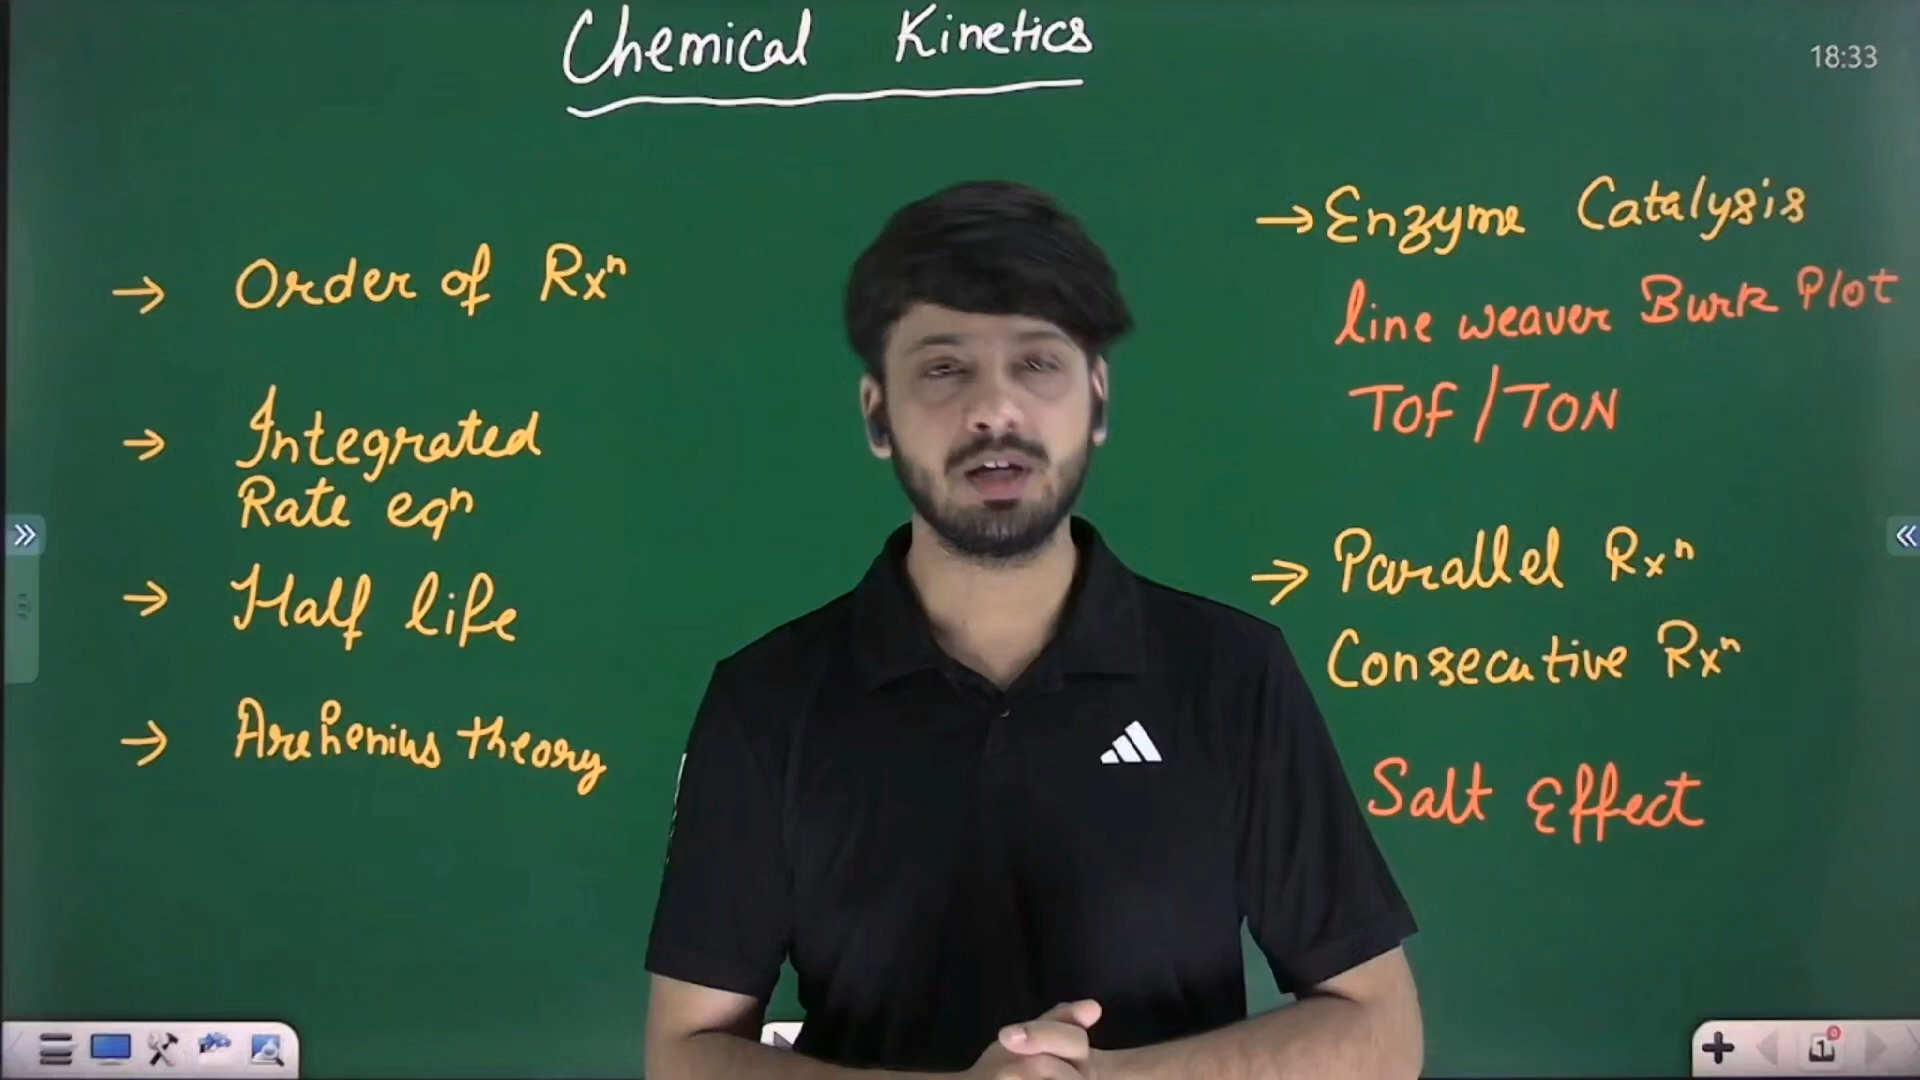 Chemical Kinetics
18:33
→ Order of Rxⁿ
→ Integrated
Rate eqⁿ
→ Half life
→ Arehenius theory
→ Enzyme Catalysis
line weaver Burk Plot
TOF/TON
→ Parallel Rxⁿ
Consecutive Rxⁿ
Salt Effect